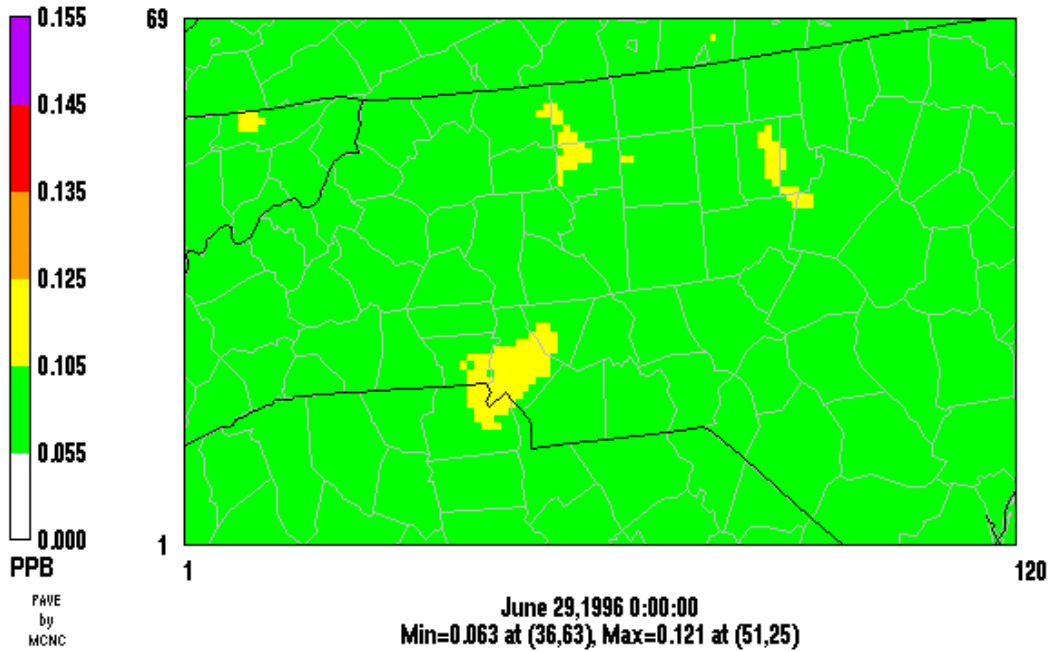 0.155
0.145
0.135
0.125
0.105
0.055
0.000
PPB
PAVE
by
MCNC
69
1
1
120
June 29,1996 0:00:00
Min=0.063 at (36,63), Max=0.121 at (51,25)